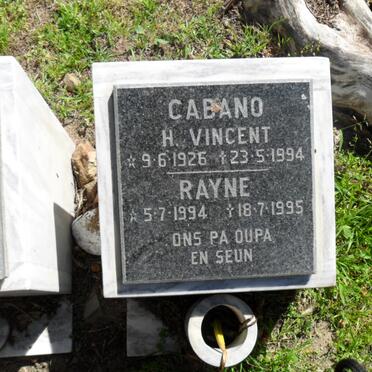 CABANO
H. VINCENT
☆ 9·6·1926 ✝ 23·5·1994
RAYNE
☆ 5·7·1994 ✝ 18·7·1995
ONS PA OUPA
EN SEUN